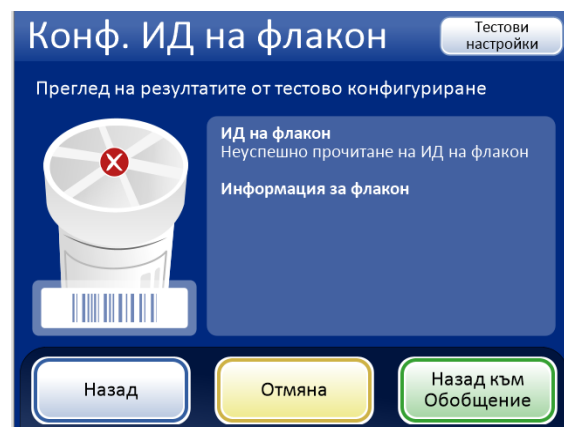 Конф. ИД на флакон
Тестови
настройки
Преглед на резултатите от тестово конфигуриране
ИД на флакон
Неуспешно прочитане на ИД на флакон
Информация за флакон
Назад
Отмяна
Назад към
Обобщение